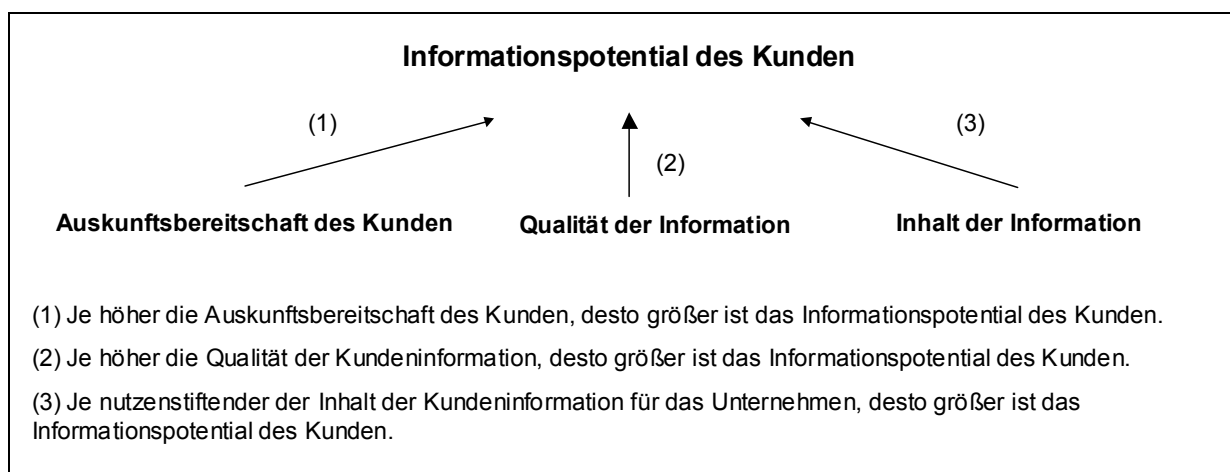 Informationspotential des Kunden
(1)
(3)
(2)
Auskunftsbereitschaft des Kunden
Qualität der Information
Inhalt der Information
(1) Je höher die Auskunftsbereitschaft des Kunden, desto größer ist das Informationspotential des Kunden.
(2) Je höher die Qualität der Kundeninformation, desto größer ist das Informationspotential des Kunden.
(3) Je nutzenstiftender der Inhalt der Kundeninformation für das Unternehmen, desto größer ist das
Informationspotential des Kunden.